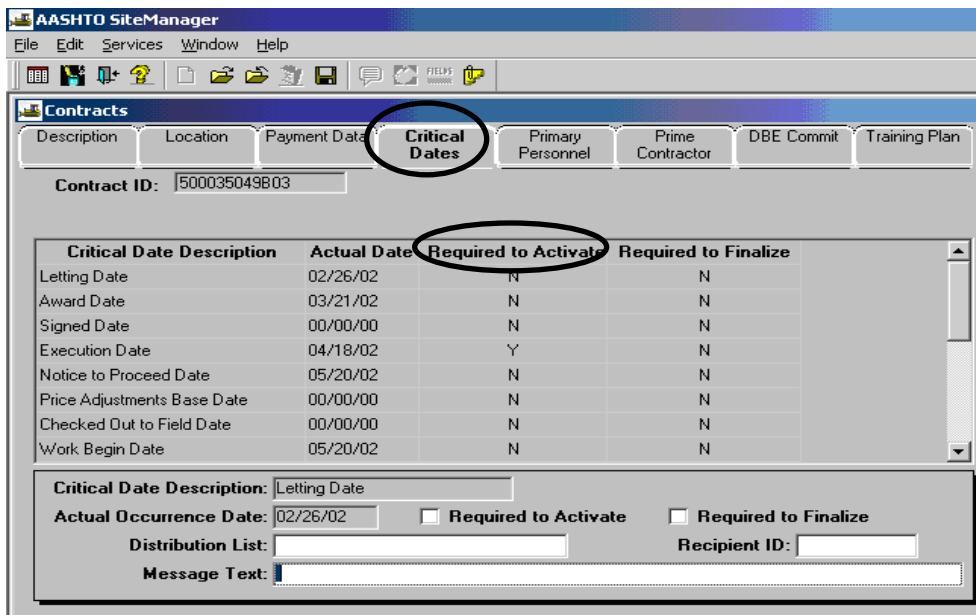 AASHTO SiteManager
File Edit Services Window Help
FIELDS
Contracts
Description Location Payment Data Critical Dates Primary Personnel Prime Contractor DBE Commit Training Plan
Contract ID: 500035049B03
Critical Date Description Actual Date Required to Activate Required to Finalize
Letting Date 02/26/02 N N
Award Date 03/21/02 N N
Signed Date 00/00/00 N N
Execution Date 04/18/02 Y N
Notice to Proceed Date 05/20/02 N N
Price Adjustments Base Date 00/00/00 N N
Checked Out to Field Date 00/00/00 N N
Work Begin Date 05/20/02 N N
Critical Date Description: Letting Date
Actual Occurrence Date: 02/26/02 Required to Activate Required to Finalize
Distribution List: Recipient ID:
Message Text: